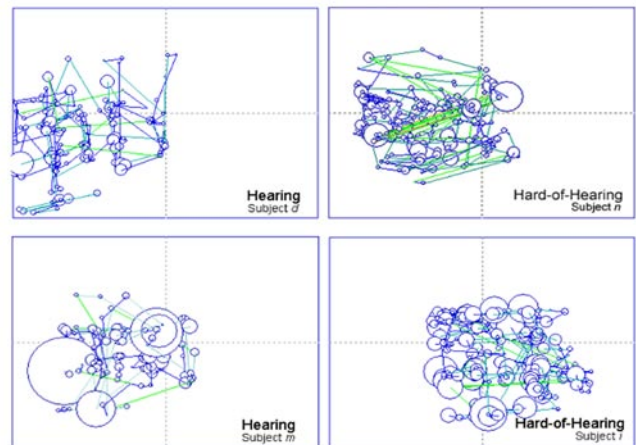 Hearing
Subject d
Hard-of-Hearing
Subject n
Hearing
Subject m
Hard-of-Hearing
Subject i